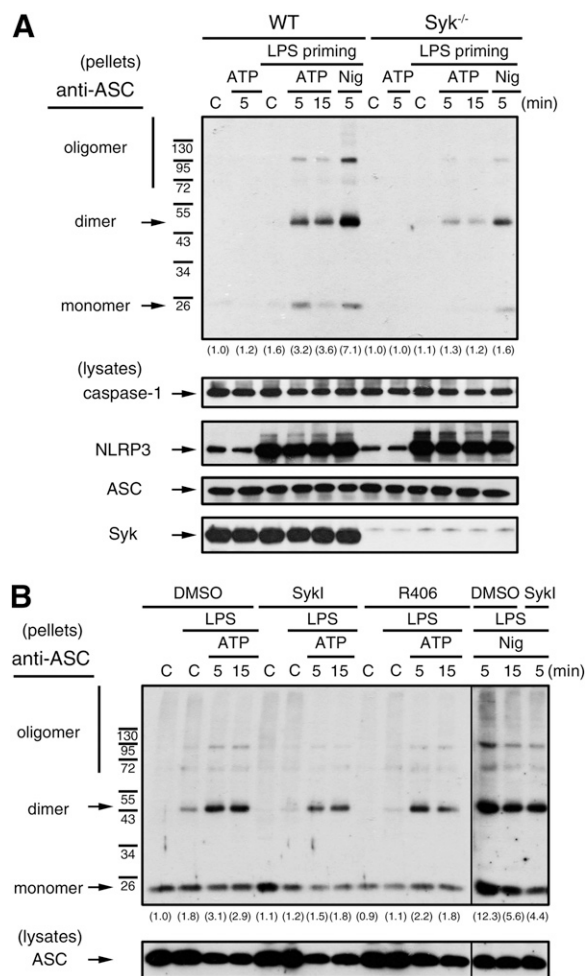 A
WT Syk-/-
LPS priming LPS priming
(pellets) ATP ATP Nig ATP ATP Nig
anti-ASC C 5 C 5 15 5 C 5 C 5 15 5 (min)
oligomer
130
95
72
dimer
55
43
34
monomer
26
(1.0) (1.2) (1.6) (3.2) (3.6) (7.1) (1.0) (1.0) (1.1) (1.3) (1.2) (1.6)
(lysates)
caspase-1
NLRP3
ASC
Syk
B
DMSO SykI R406 DMSO SykI
(pellets) LPS LPS LPS LPS
anti-ASC ATP ATP ATP Nig
C C 5 15 C C 5 15 C C 5 15 5 15 5 (min)
oligomer
130
95
72
dimer
55
43
34
monomer
26
(1.0) (1.8) (3.1) (2.9) (1.1) (1.2) (1.5) (1.8) (0.9) (1.1) (2.2) (1.8) (12.3) (5.6) (4.4)
(lysates)
ASC